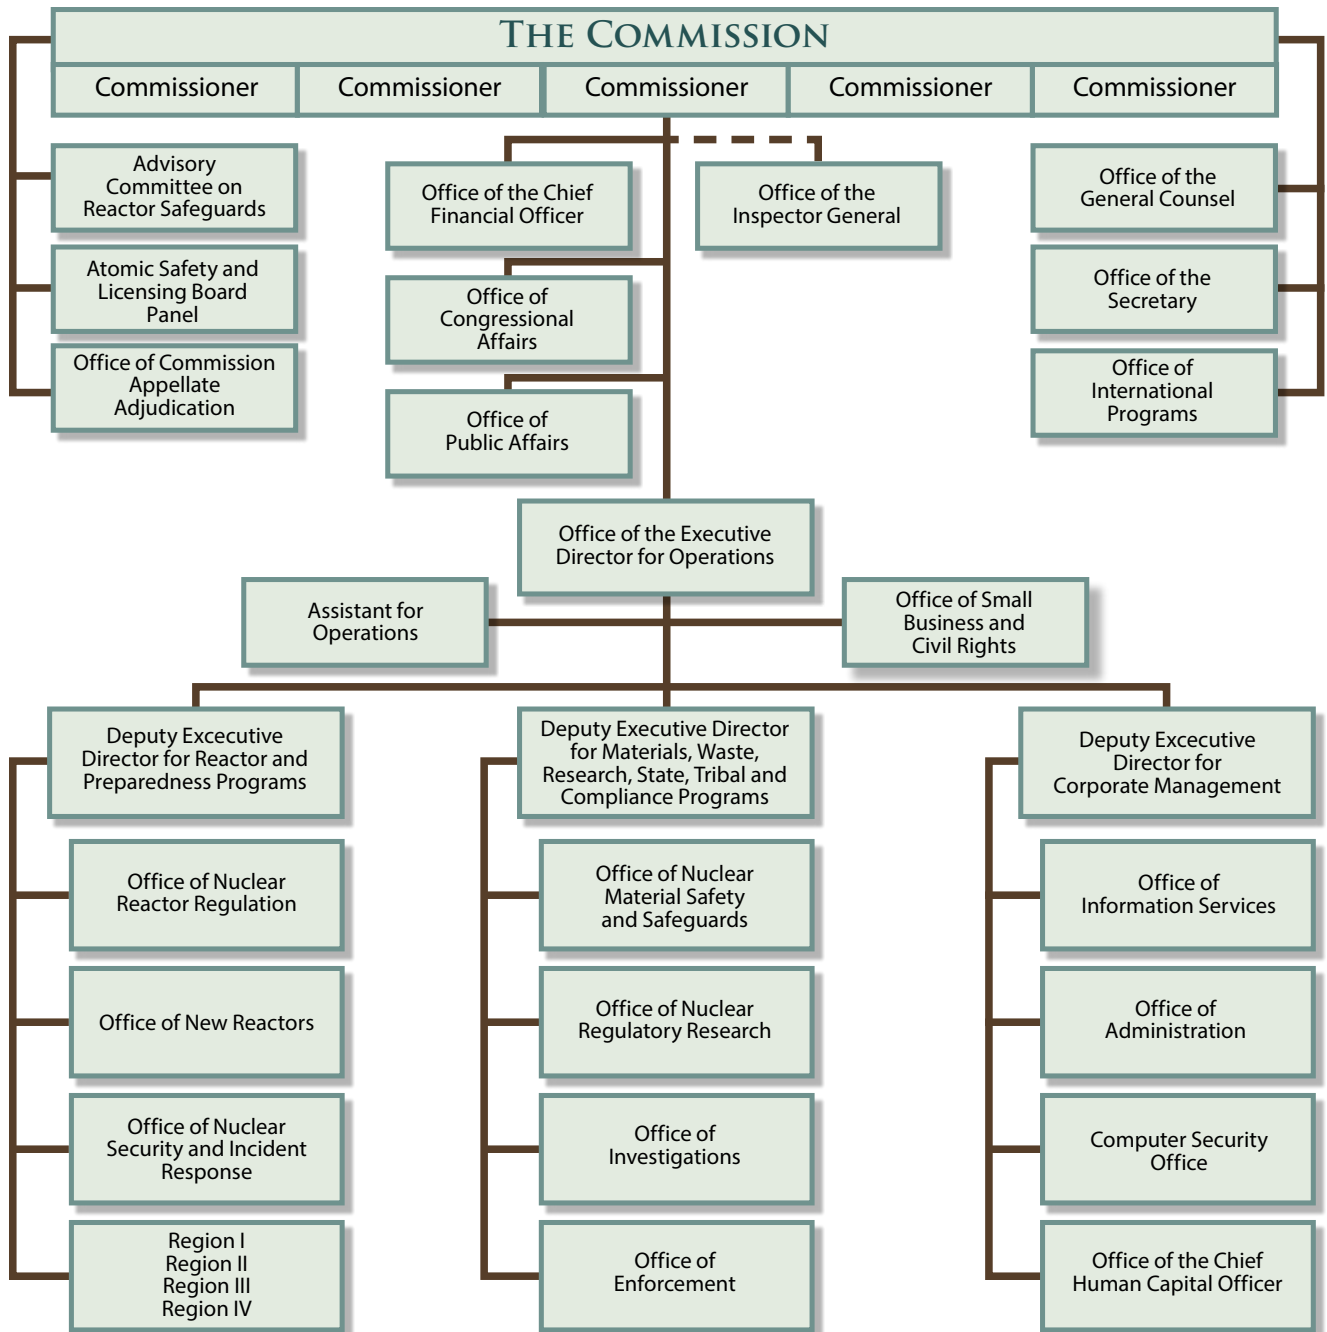 THE COMMISSION
Commissioner
Commissioner
Commissioner
Commissioner
Commissioner
Advisory
Committee on
Reactor Safeguards
Atomic Safety and
Licensing Board
Panel
Office of Commission
Appellate
Adjudication
Office of the Chief
Financial Officer
Office of
Congressional
Affairs
Office of
Public Affairs
Office of the
Inspector General
Office of the
General Counsel
Office of the
Secretary
Office of
International
Programs
Office of the Executive
Director for Operations
Assistant for
Operations
Office of Small
Business and
Civil Rights
Deputy Excecutive
Director for Reactor and
Preparedness Programs
Office of Nuclear
Reactor Regulation
Office of New Reactors
Office of Nuclear
Security and Incident
Response
Region I
Region II
Region III
Region IV
Deputy Executive Director
for Materials, Waste,
Research, State, Tribal and
Compliance Programs
Office of Nuclear
Material Safety
and Safeguards
Office of Nuclear
Regulatory Research
Office of
Investigations
Office of
Enforcement
Deputy Excecutive
Director for
Corporate Management
Office of
Information Services
Office of
Administration
Computer Security
Office
Office of the Chief
Human Capital Officer